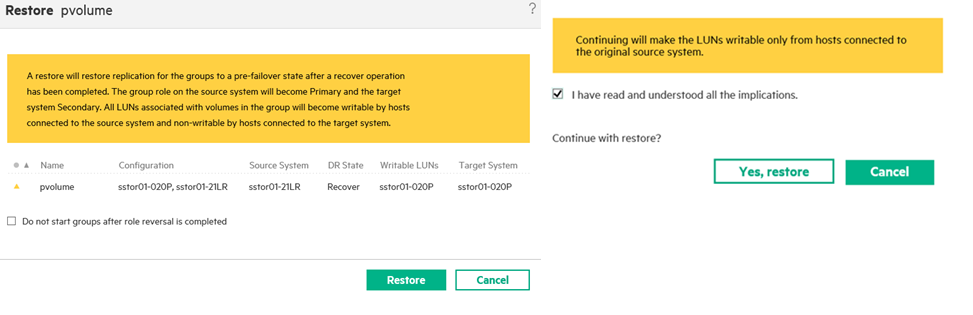 Restore pvolume ?
A restore will restore replication for the groups to a pre-failover state after a recover operation
has been completed. The group role on the source system will become Primary and the target
system Secondary. All LUNs associated with volumes in the group will become writable by hosts
connected to the source system and non-writable by hosts connected to the target system.
Name Configuration Source System DR State Writable LUNs Target System
pvolume sstor01-020P, sstor01-21LR sstor01-21LR Recover sstor01-020P sstor01-020P
Do not start groups after role reversal is completed
Restore Cancel
Continuing will make the LUNs writable only from hosts connected to
the original source system.
I have read and understood all the implications.
Continue with restore?
Yes, restore Cancel